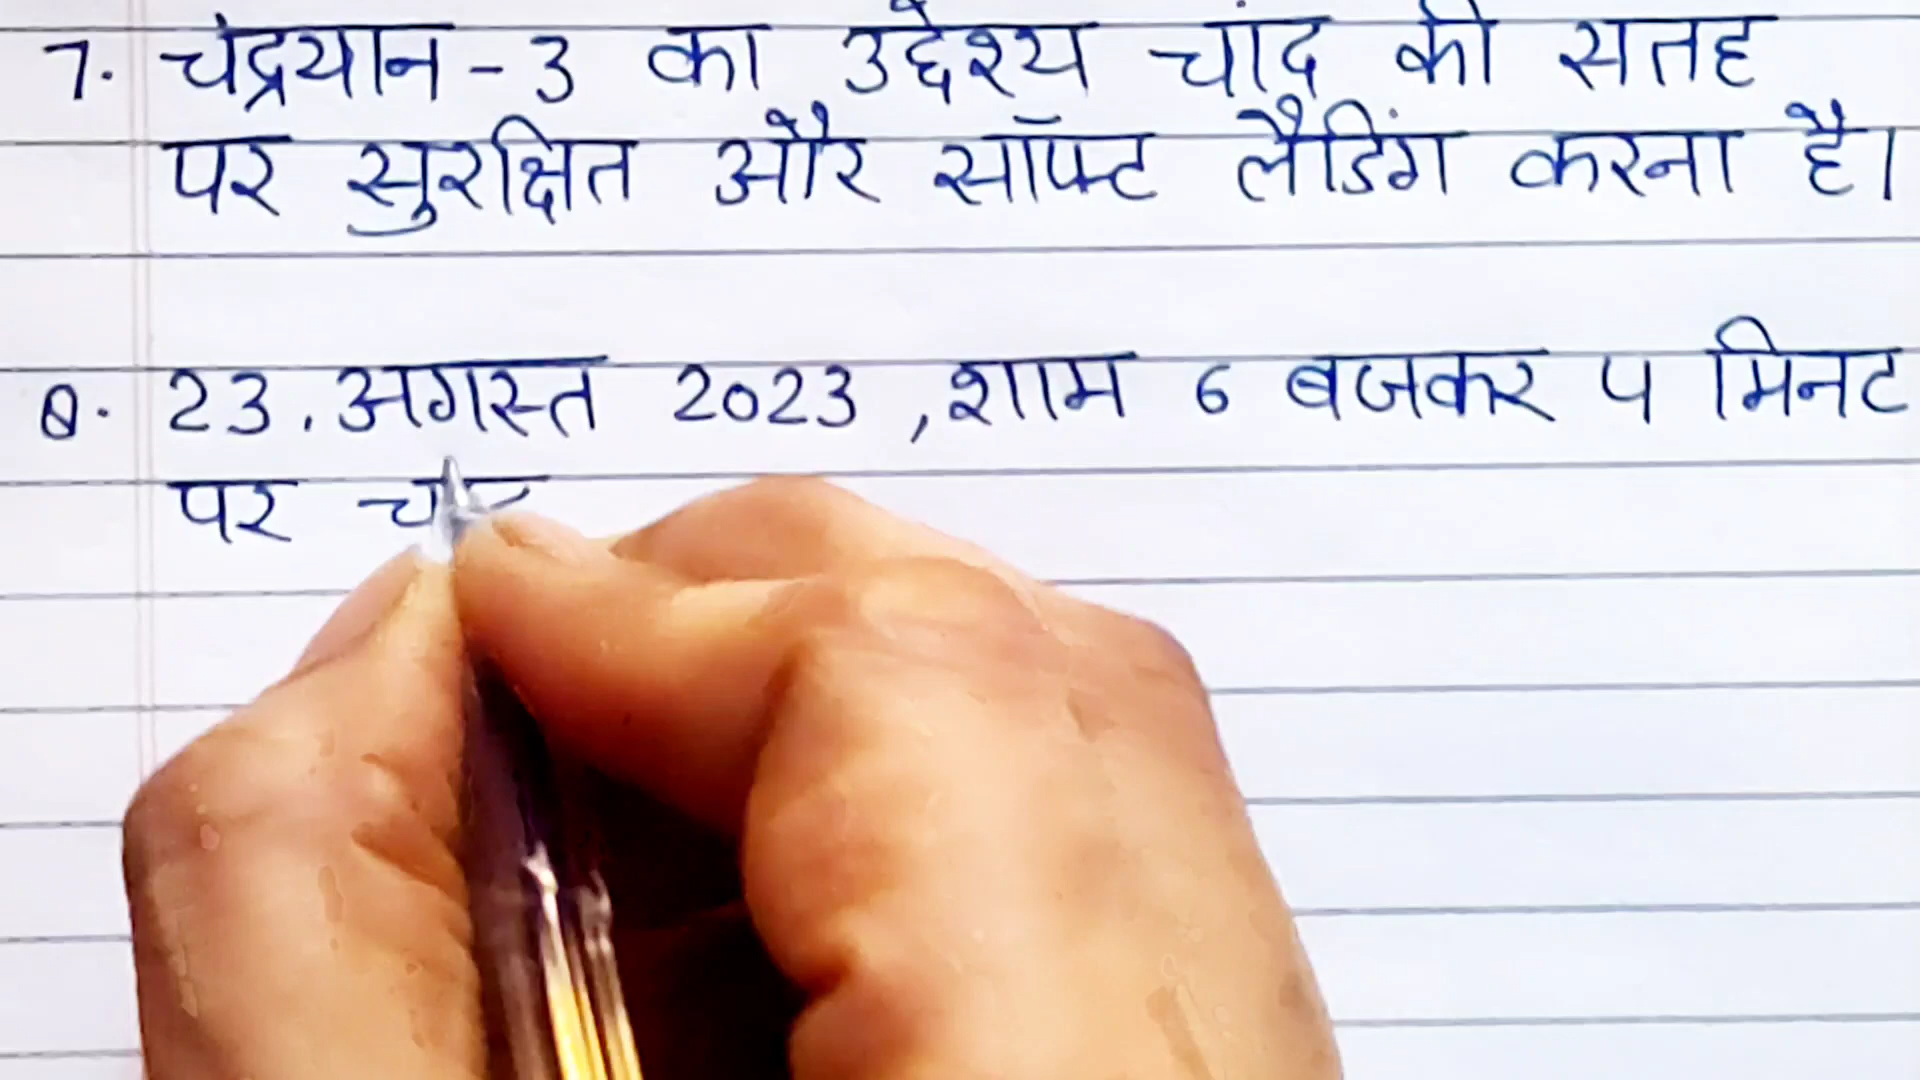 7. चंद्रयान - 3 का उद्देश्य चांद की सतह
पर सुरक्षित और सॉफ्ट लैंडिंग करना है।
8. 23. अगस्त 2023 , शाम 6 बजकर 4 मिनट
पर